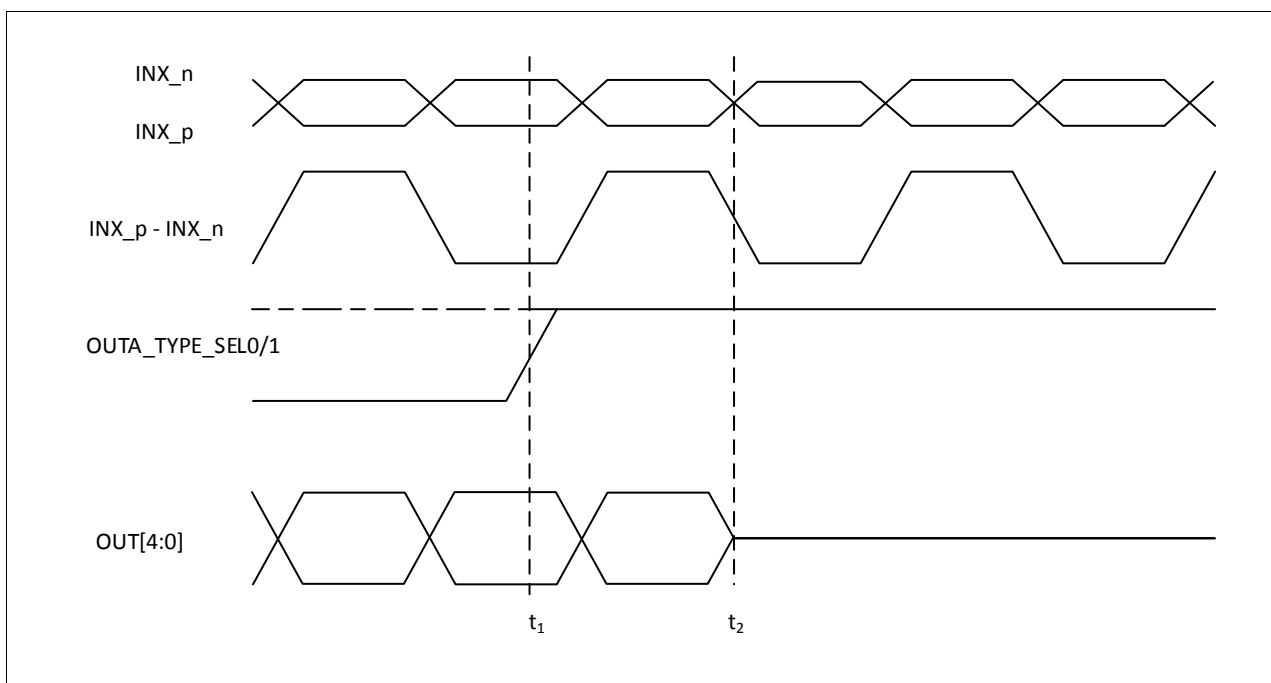 INX_n
INX_p
INX_p - INX_n
OUTA_TYPE_SEL0/1
OUT[4:0]
t₁
t₂